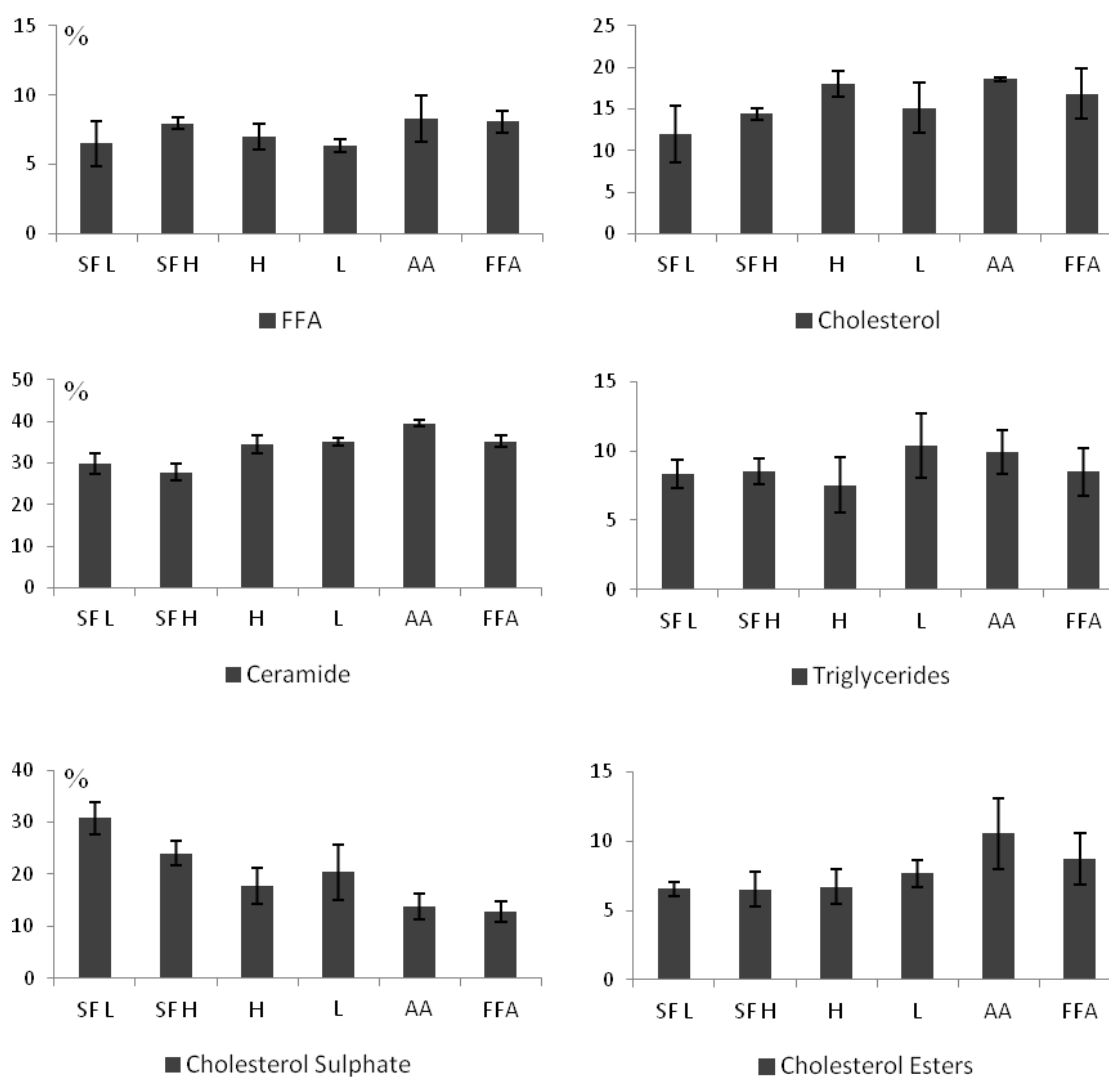 %
15
10
5
0
SF L SF H H L AA FFA
FFA
25
20
15
10
5
0
SF L SF H H L AA FFA
Cholesterol
%
50
40
30
20
10
0
SF L SF H H L AA FFA
Ceramide
15
10
5
0
SF L SF H H L AA FFA
Triglycerides
%
40
30
20
10
0
SF L SF H H L AA FFA
Cholesterol Sulphate
15
10
5
0
SF L SF H H L AA FFA
Cholesterol Esters